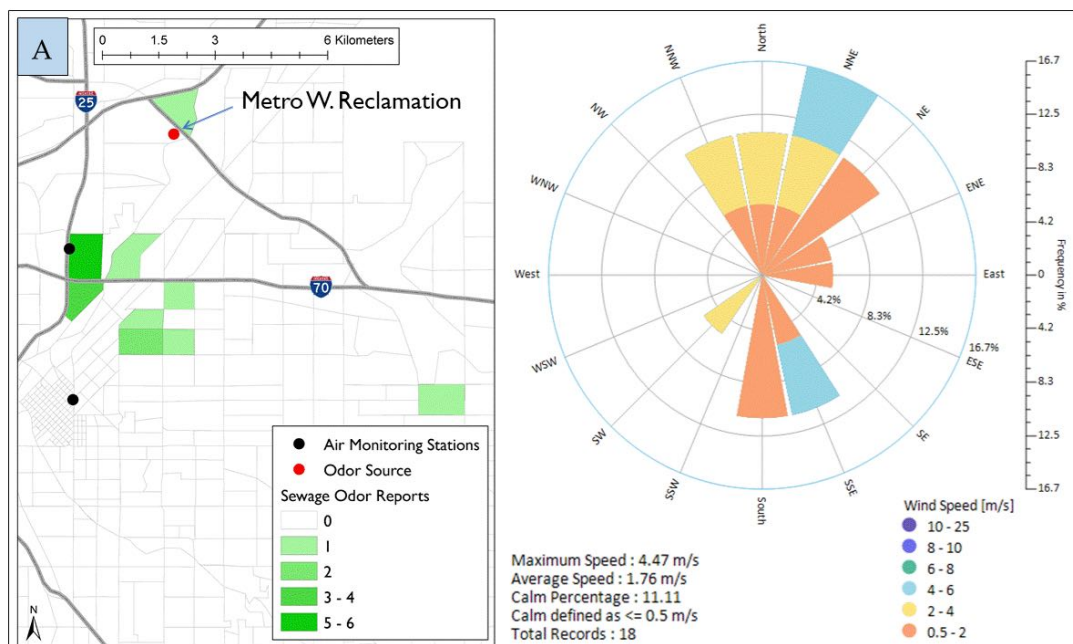 A
0 1.5 3 6 Kilometers
INTERSTATE
25
Metro W. Reclamation
INTERSTATE
70
Air Monitoring Stations
Odor Source
Sewage Odor Reports
0
1
2
3 - 4
5 - 6
N
North
NNE
NE
ENE
East
ESE
SE
SSE
South
SSW
SW
WSW
West
WNW
NW
NNW
4.2%
8.3%
12.5%
16.7%
16.7
12.5
8.3
4.2
0
4.2
8.3
12.5
16.7
Frequency in %
Wind Speed [m/s]
10 - 25
8 - 10
6 - 8
4 - 6
2 - 4
0.5 - 2
Maximum Speed : 4.47 m/s
Average Speed : 1.76 m/s
Calm Percentage : 11.11
Calm defined as <= 0.5 m/s
Total Records : 18